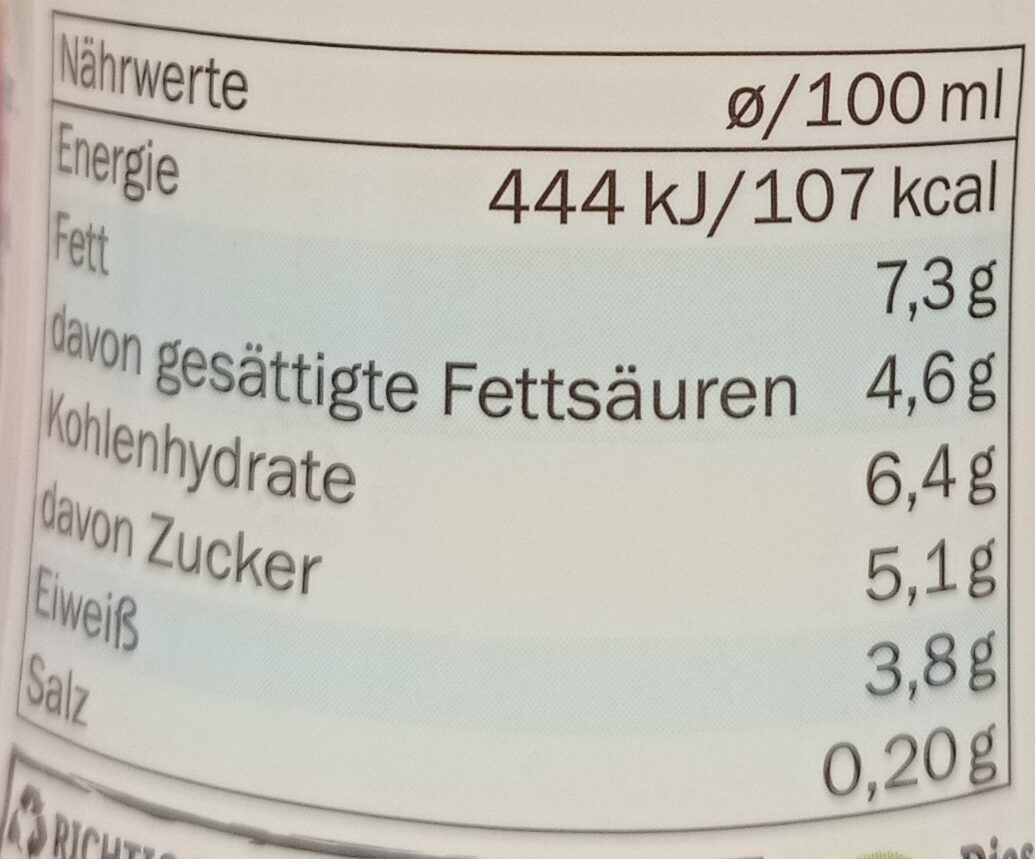 Nährwerte ø/100 ml
Energie 444 kJ/107 kcal
Fett 7,3 g
davon gesättigte Fettsäuren 4,6 g
Kohlenhydrate 6,4 g
davon Zucker 5,1 g
Eiweiß 3,8 g
Salz 0,20 g